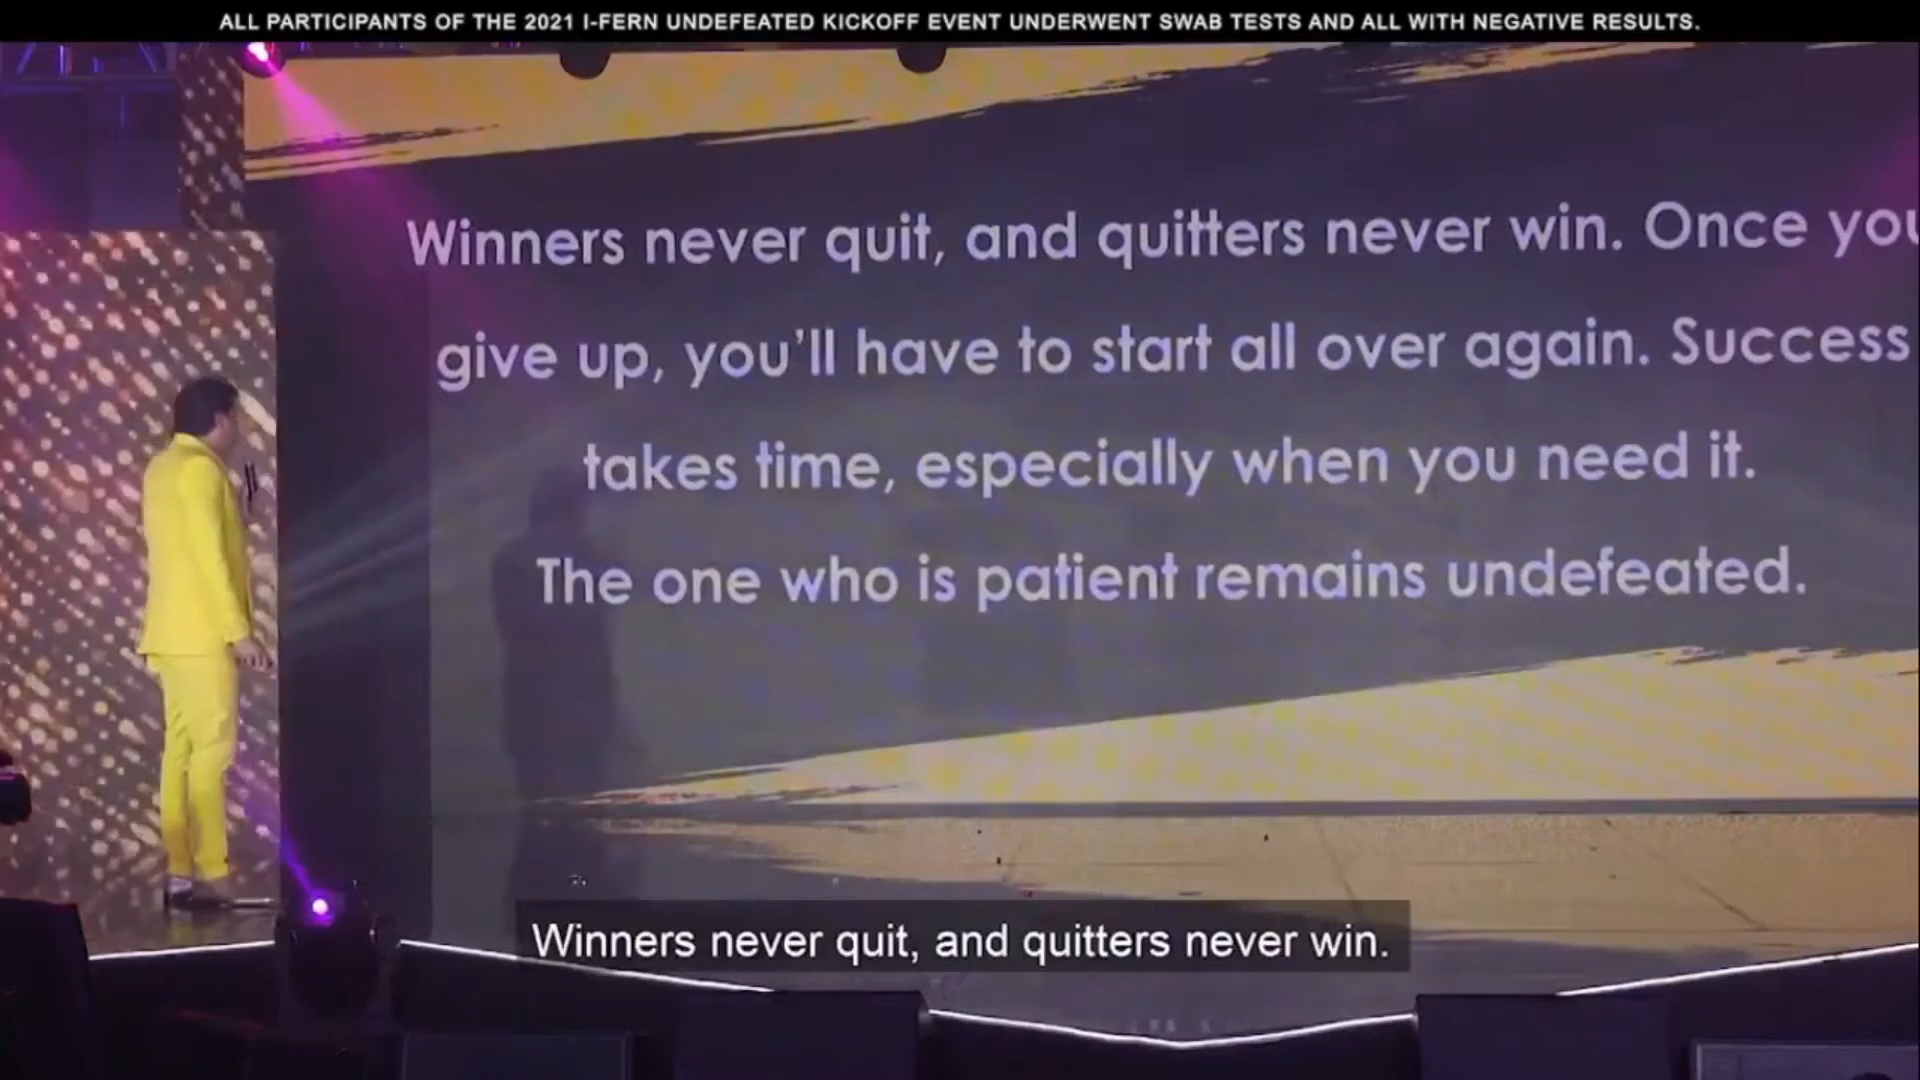 ALL PARTICIPANTS OF THE 2021 I-FERN UNDEFEATED KICKOFF EVENT UNDERWENT SWAB TESTS AND ALL WITH NEGATIVE RESULTS.
Winners never quit, and quitters never win. Once you
give up, you'll have to start all over again. Success
takes time, especially when you need it.
The one who is patient remains undefeated.
Winners never quit, and quitters never win.